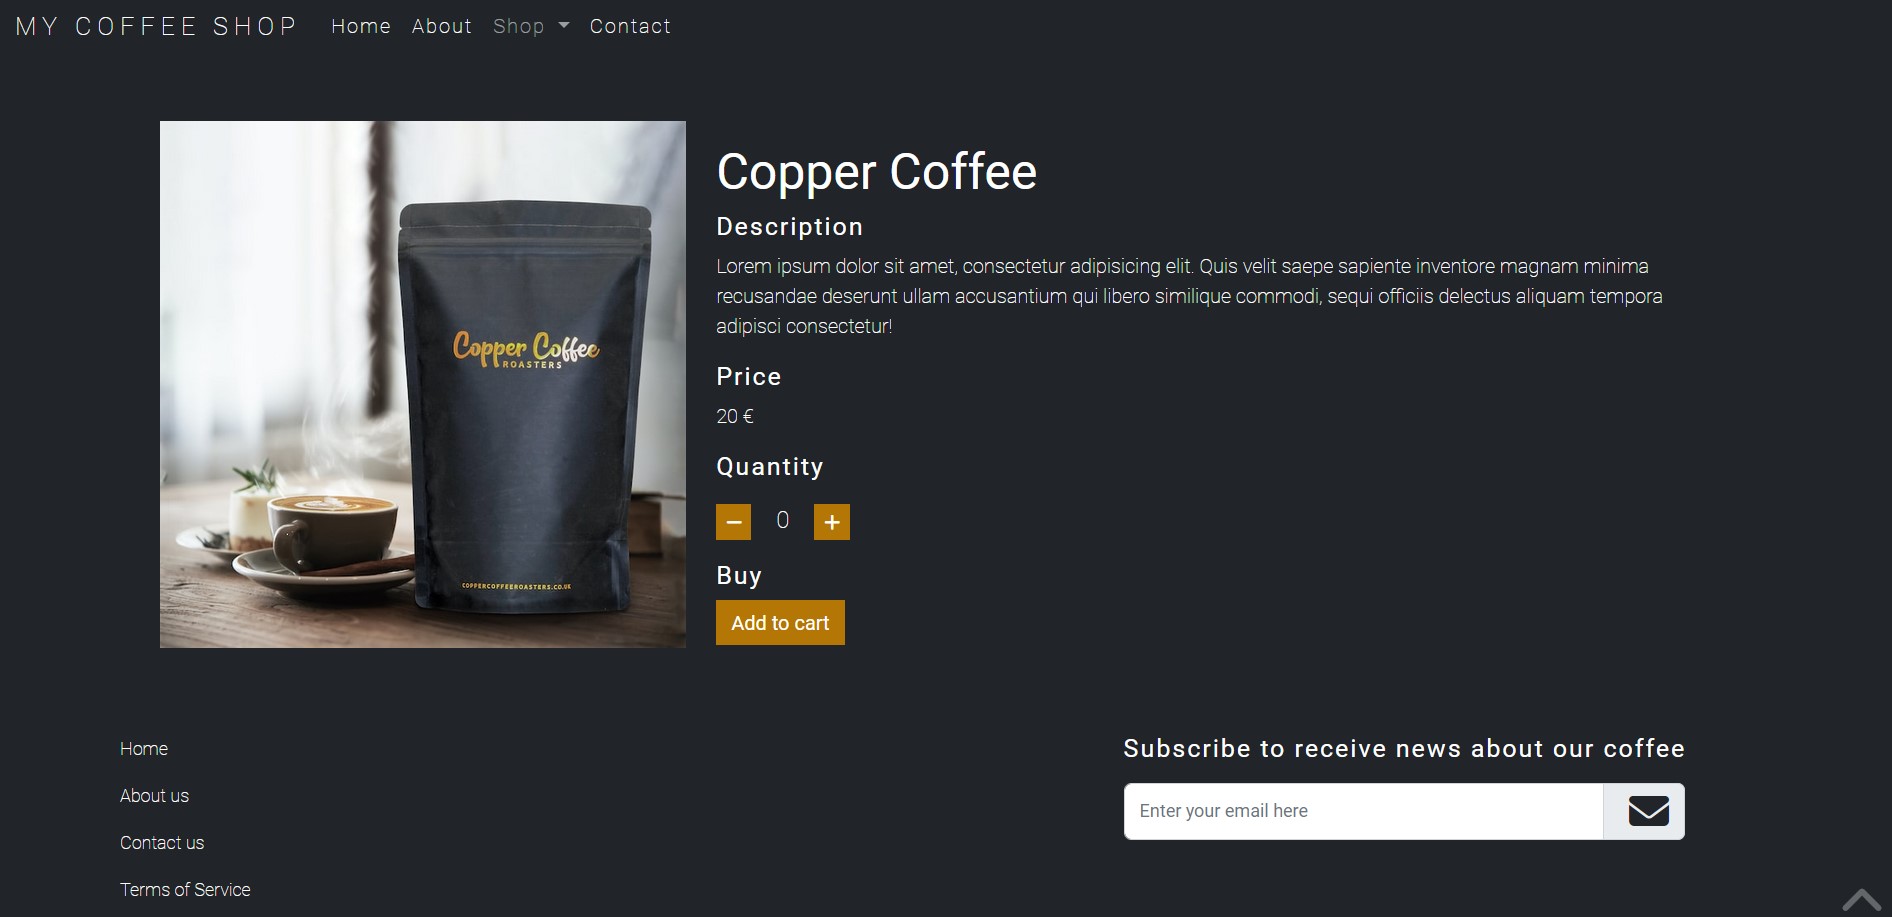 MY COFFEE SHOP Home About Shop Contact
Copper Coffee
ROASTERS
COPPERCOFFEEROASTERS.CO.UK
Copper Coffee
Description
Lorem ipsum dolor sit amet, consectetur adipisicing elit. Quis velit saepe sapiente inventore magnam minima
recusandae deserunt ullam accusantium qui libero similique commodi, sequi officiis delectus aliquam tempora
adipisci consectetur!
Price
20 €
Quantity
− 0 +
Buy
Add to cart
Home
About us
Contact us
Terms of Service
Subscribe to receive news about our coffee
Enter your email here